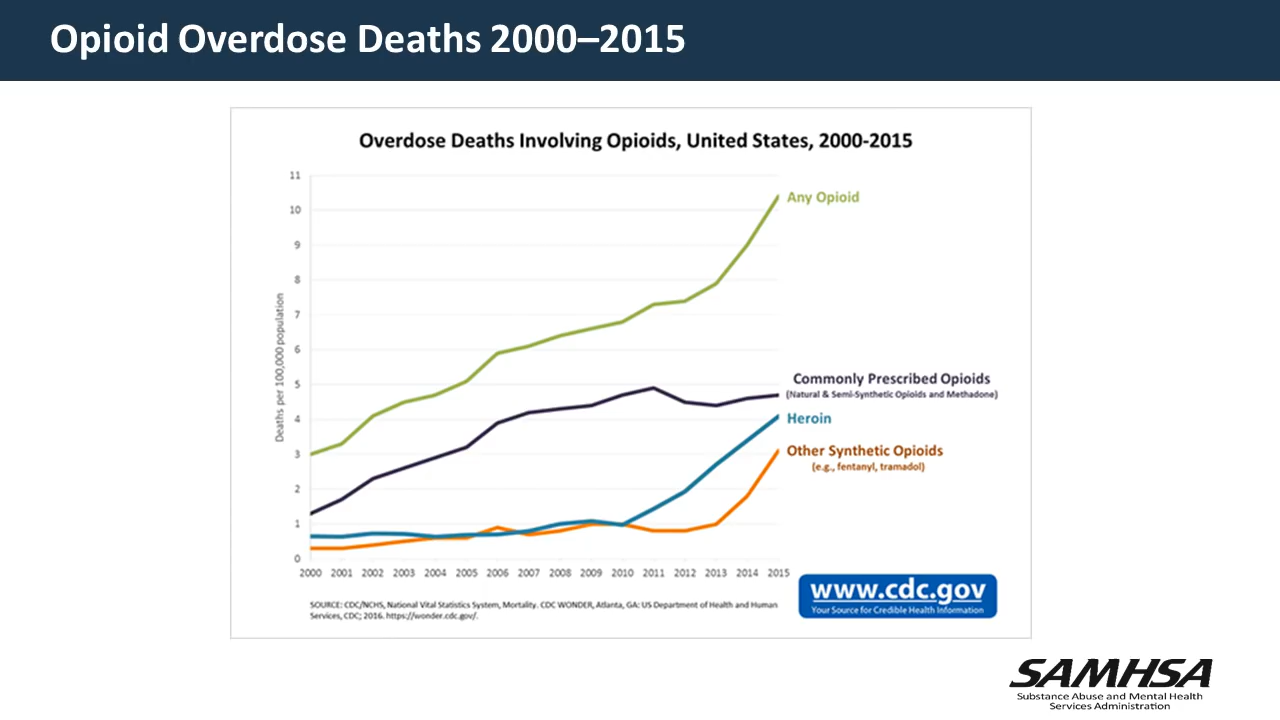 Opioid Overdose Deaths 2000–2015
Overdose Deaths Involving Opioids, United States, 2000-2015
11
10
9
8
7
6
5
4
3
2
1
0
Deaths per 100,000 population
Any Opioid
Commonly Prescribed Opioids
(Natural & Semi-Synthetic Opioids and Methadone)
Heroin
Other Synthetic Opioids
(e.g., fentanyl, tramadol)
2000 2001 2002 2003 2004 2005 2006 2007 2008 2009 2010 2011 2012 2013 2014 2015
SOURCE: CDC/NCHS, National Vital Statistics System, Mortality. CDC WONDER, Atlanta, GA: US Department of Health and Human
Services, CDC; 2016. https://wonder.cdc.gov/.
www.cdc.gov
Your Source for Credible Health Information
SAMHSA
Substance Abuse and Mental Health
Services Administration